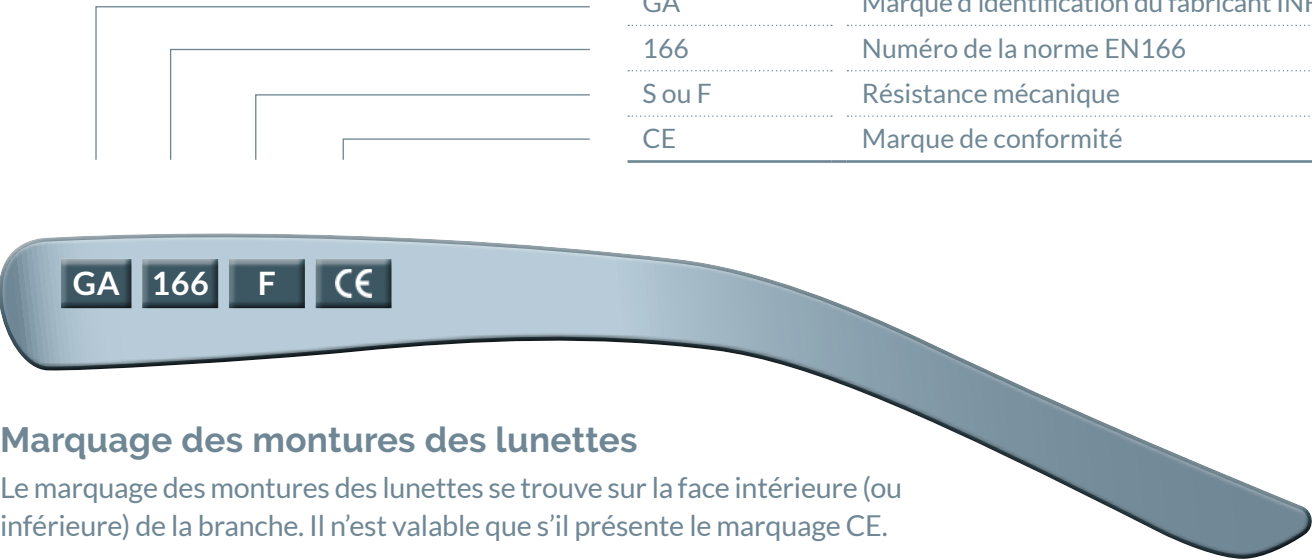 GA Marque d'identification du fabricant
166 Numéro de la norme EN166
S ou F Résistance mécanique
CE Marque de conformité
GA 166 F CE
Marquage des montures des lunettes
Le marquage des montures des lunettes se trouve sur la face intérieure (ou
inférieure) de la branche. Il n’est valable que s’il présente le marquage CE.